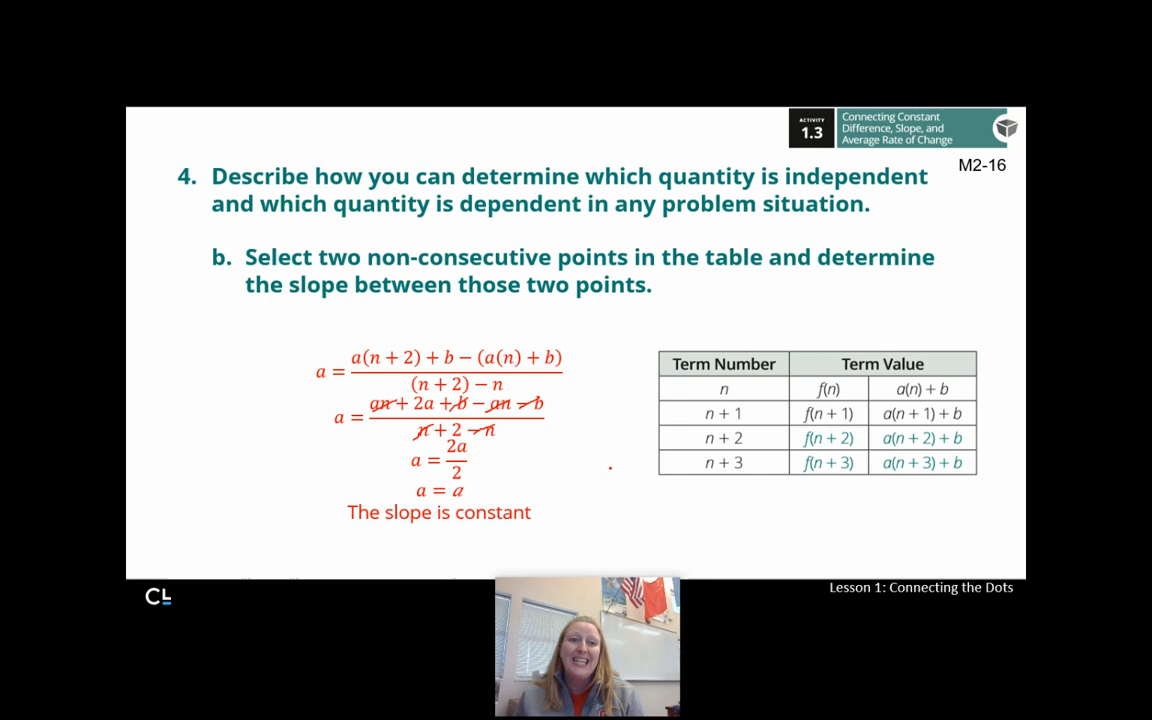 ACTIVITY
1.3
Connecting Constant
Difference, Slope, and
Average Rate of Change
M2-16
4. Describe how you can determine which quantity is independent
and which quantity is dependent in any problem situation.
b. Select two non-consecutive points in the table and determine
the slope between those two points.
a = a(n + 2) + b − (a(n) + b)
(n + 2) − n
a = an + 2a + b − an − b
n + 2 − n
a = 2a
2
a = a
The slope is constant
Term Number Term Value
n f(n) a(n) + b
n + 1 f(n + 1) a(n + 1) + b
n + 2 f(n + 2) a(n + 2) + b
n + 3 f(n + 3) a(n + 3) + b
CL
Lesson 1: Connecting the Dots